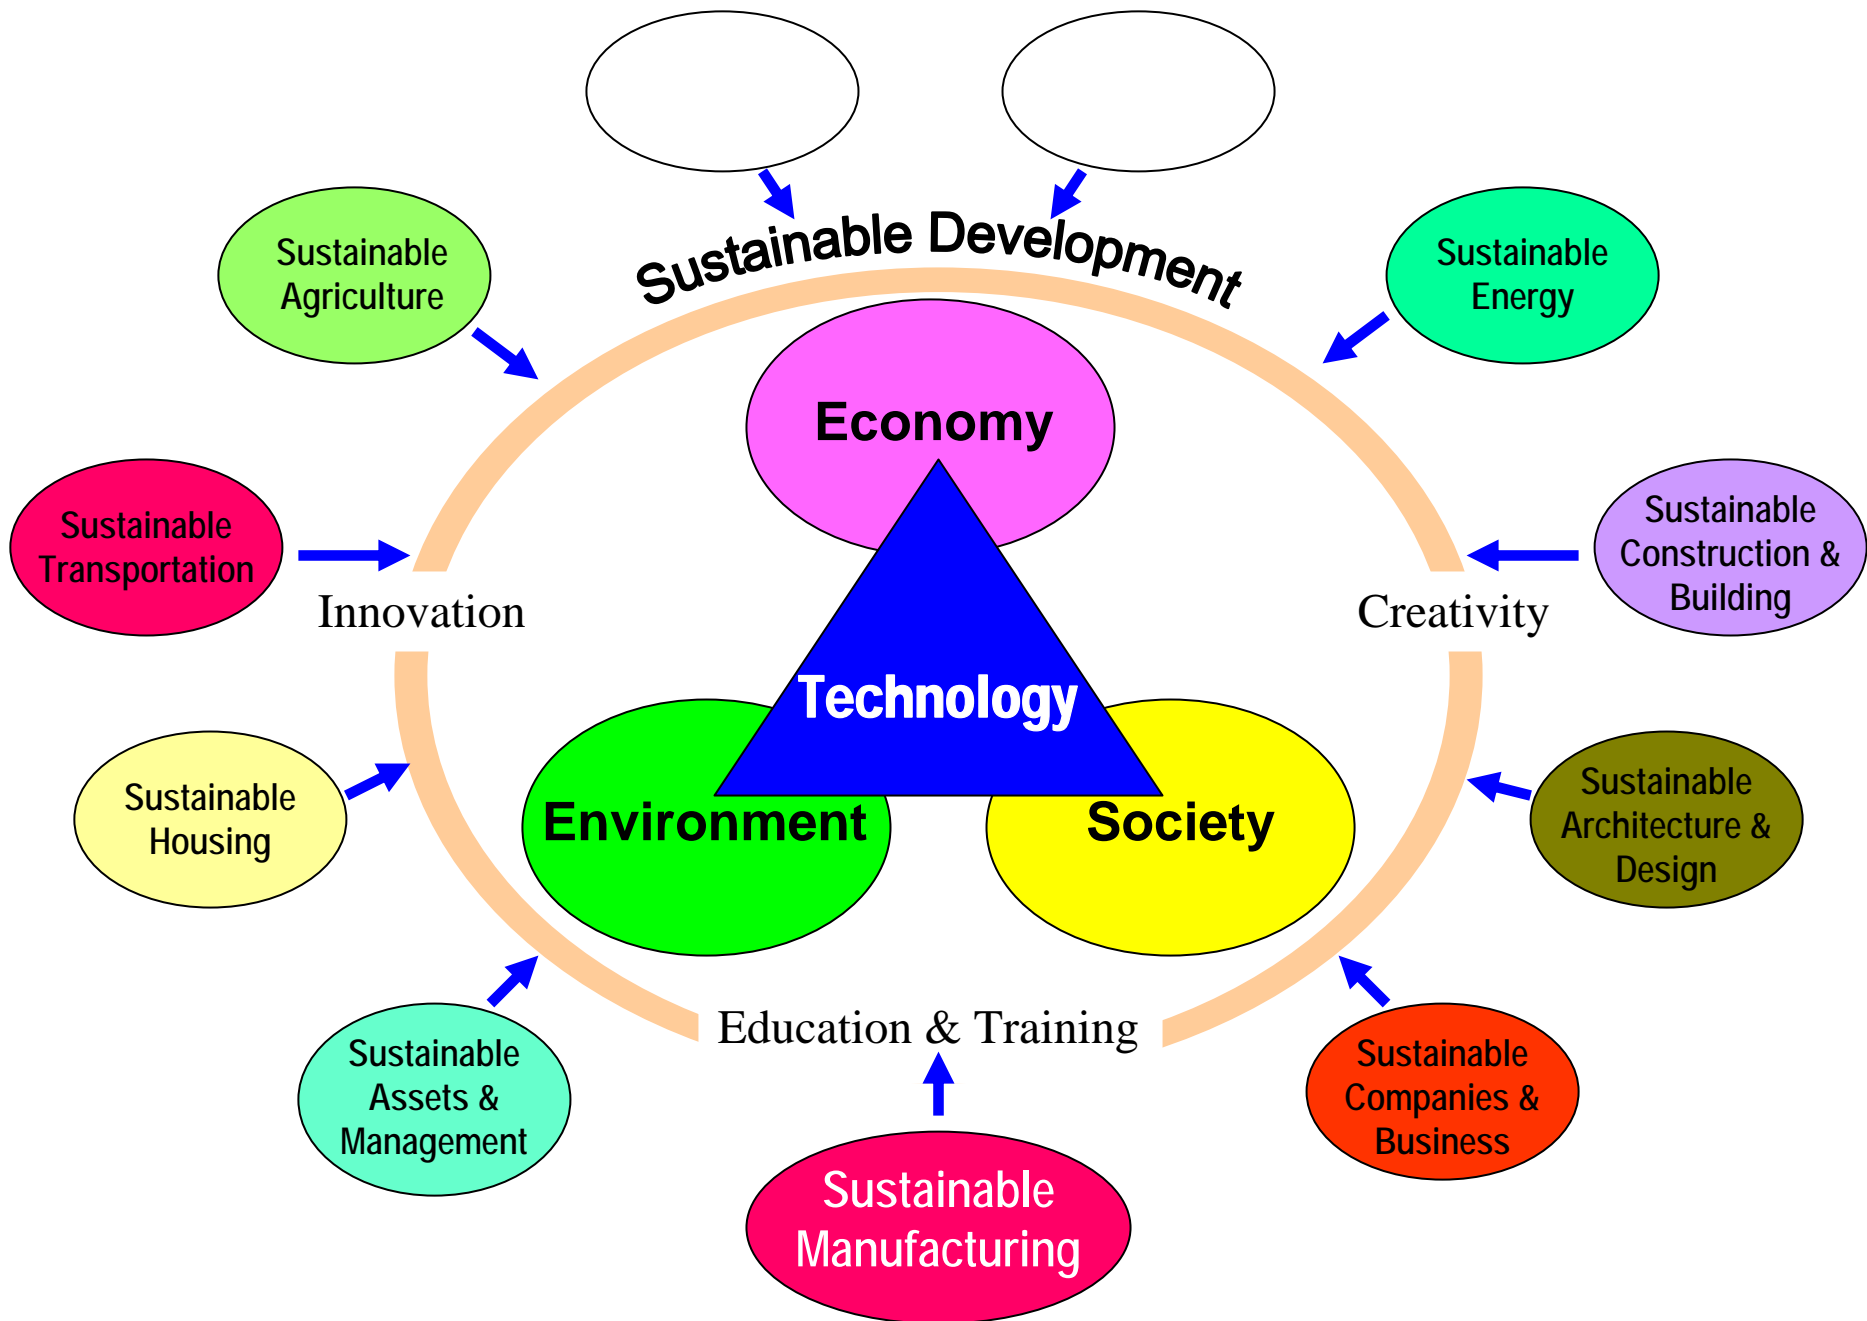 Sustainable Development
Sustainable
Agriculture
Sustainable
Energy
Economy
Sustainable
Transportation
Sustainable
Construction &
Building
Innovation
Creativity
Technology
Sustainable
Housing
Environment
Society
Sustainable
Architecture &
Design
Education & Training
Sustainable
Assets &
Management
Sustainable
Companies &
Business
Sustainable
Manufacturing